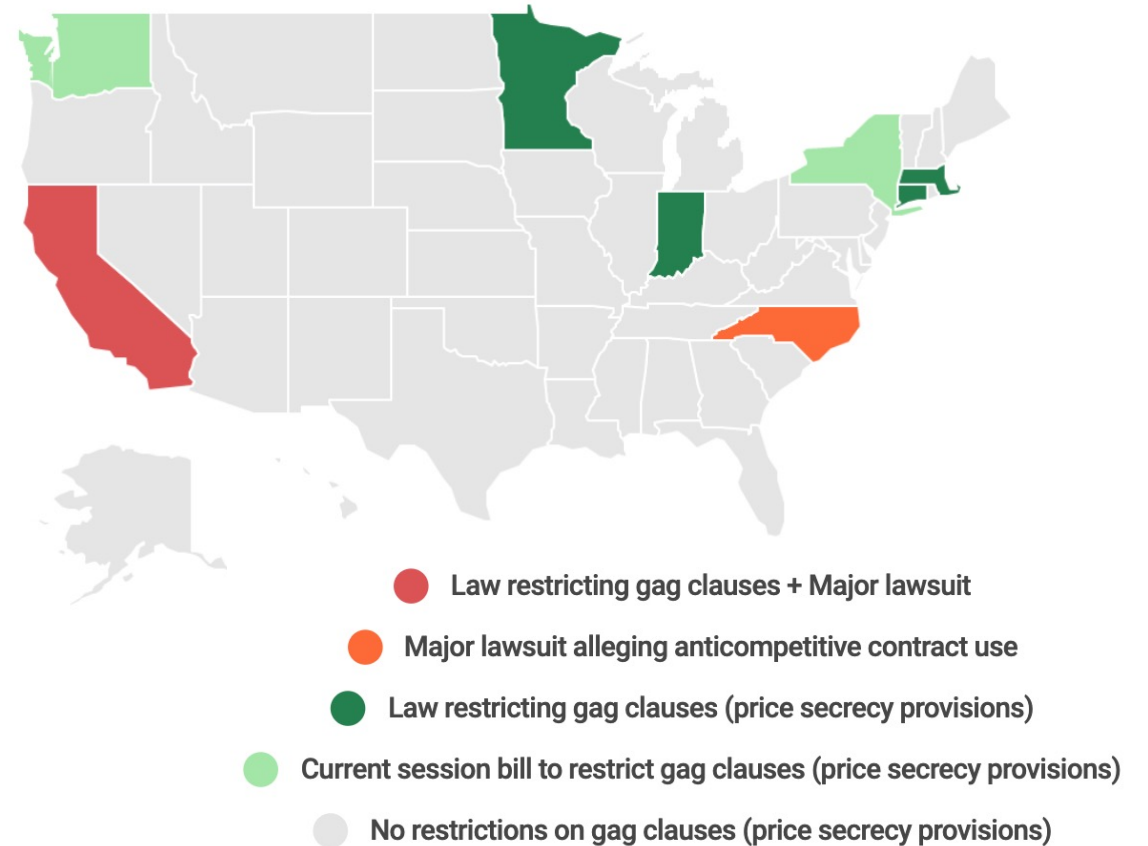 Law restricting gag clauses + Major lawsuit
Major lawsuit alleging anticompetitive contract use
Law restricting gag clauses (price secrecy provisions)
Current session bill to restrict gag clauses (price secrecy provisions)
No restrictions on gag clauses (price secrecy provisions)